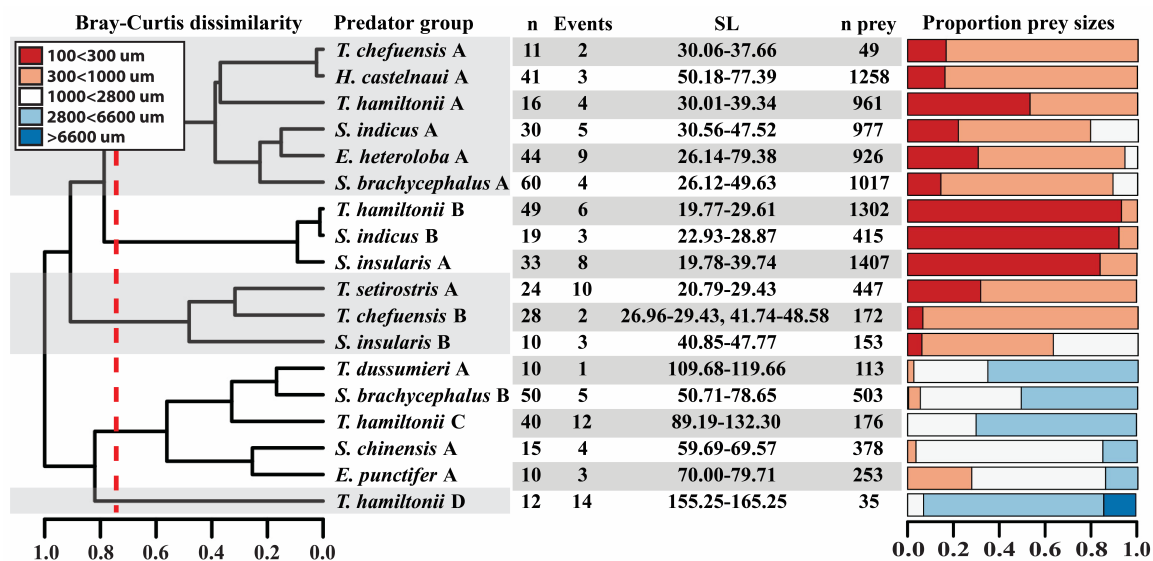 Bray-Curtis dissimilarity Predator group n Events SL n prey Proportion prey sizes
100<300 um
300<1000 um
1000<2800 um
2800<6600 um
>6600 um
T. chefuensis A 11 2 30.06-37.66 49
H. castelnaui A 41 3 50.18-77.39 1258
T. hamiltonii A 16 4 30.01-39.34 961
S. indicus A 30 5 30.56-47.52 977
E. heteroloba A 44 9 26.14-79.38 926
S. brachycephalus A 60 4 26.12-49.63 1017
T. hamiltonii B 49 6 19.77-29.61 1302
S. indicus B 19 3 22.93-28.87 415
S. insularis A 33 8 19.78-39.74 1407
T. setirostris A 24 10 20.79-29.43 447
T. chefuensis B 28 2 26.96-29.43, 41.74-48.58 172
S. insularis B 10 3 40.85-47.77 153
T. dussumieri A 10 1 109.68-119.66 113
S. brachycephalus B 50 5 50.71-78.65 503
T. hamiltonii C 40 12 89.19-132.30 176
S. chinensis A 15 4 59.69-69.57 378
E. punctifer A 10 3 70.00-79.71 253
T. hamiltonii D 12 14 155.25-165.25 35
1.0 0.8 0.6 0.4 0.2 0.0
0.0 0.2 0.4 0.6 0.8 1.0